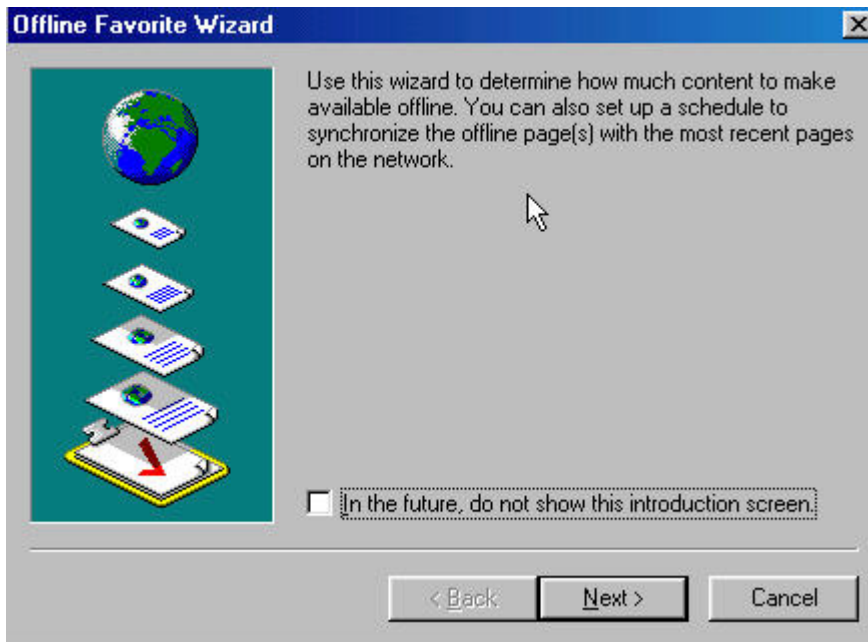 Offline Favorite Wizard
Use this wizard to determine how much content to make
available offline. You can also set up a schedule to
synchronize the offline page(s) with the most recent pages
on the network.
In the future, do not show this introduction screen.
< Back Next > Cancel